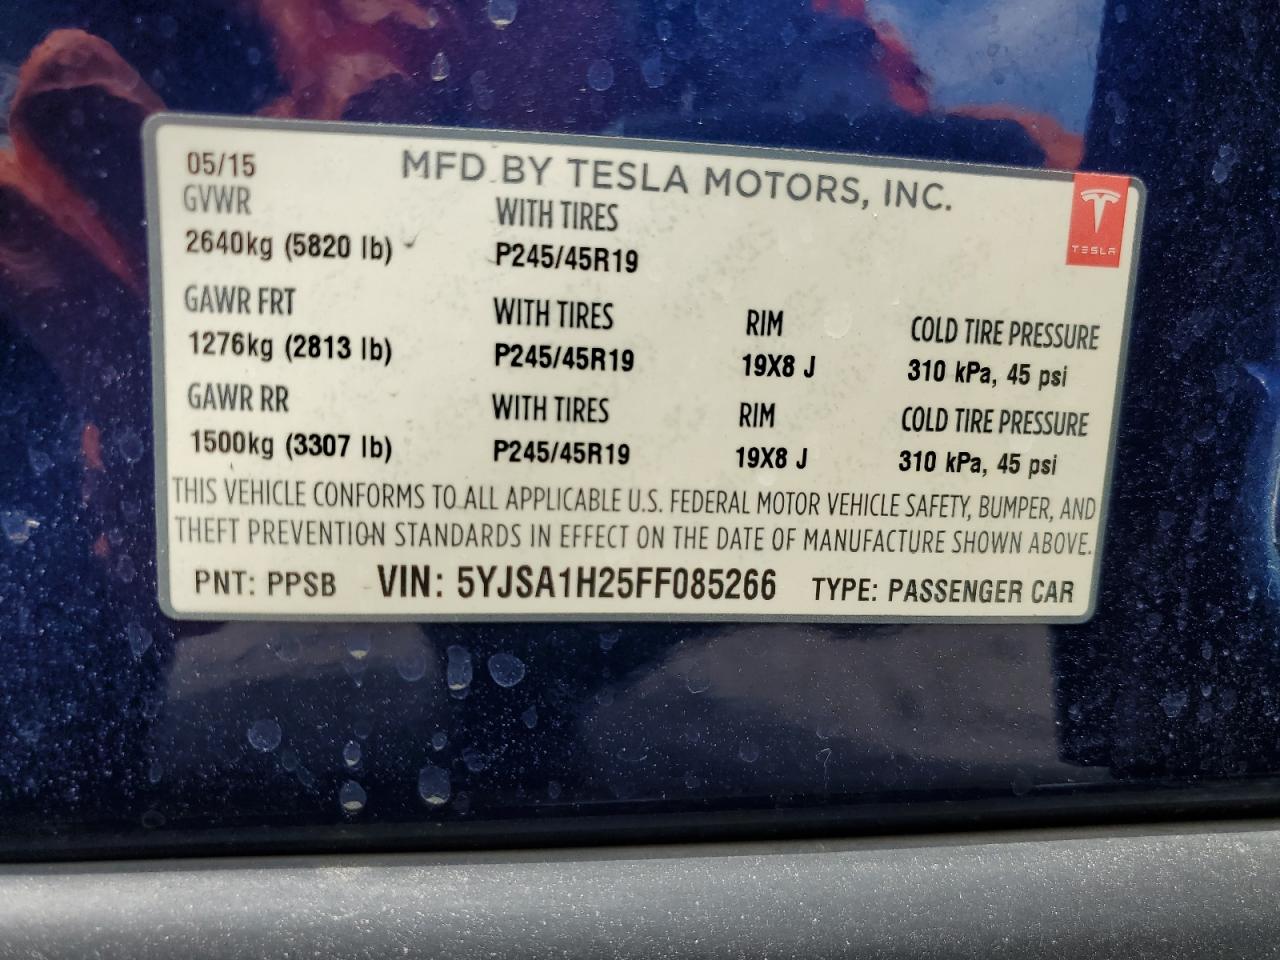 05/15 MFD BY TESLA MOTORS, INC.
GVWR WITH TIRES
2640kg (5820 lb) P245/45R19
TESLA
GAWR FRT WITH TIRES RIM COLD TIRE PRESSURE
1276kg (2813 lb) P245/45R19 19X8 J 310 kPa, 45 psi
GAWR RR WITH TIRES RIM COLD TIRE PRESSURE
1500kg (3307 lb) P245/45R19 19X8 J 310 kPa, 45 psi
THIS VEHICLE CONFORMS TO ALL APPLICABLE U.S. FEDERAL MOTOR VEHICLE SAFETY, BUMPER, AND
THEFT PREVENTION STANDARDS IN EFFECT ON THE DATE OF MANUFACTURE SHOWN ABOVE.
PNT: PPSB VIN: 5YJSA1H25FF085266 TYPE: PASSENGER CAR